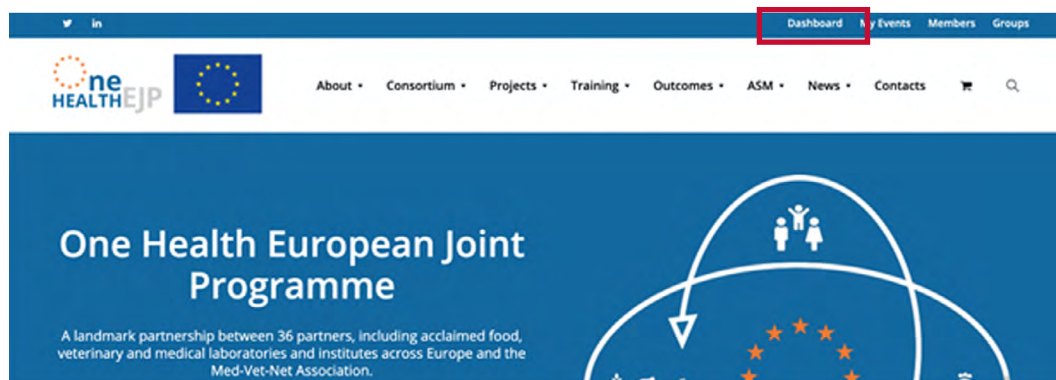 in
Dashboard My Events Members Groups
One
HEALTHEJP
About Consortium Projects Training Outcomes ASM News Contacts
One Health European Joint
Programme
A landmark partnership between 36 partners, including acclaimed food,
veterinary and medical laboratories and institutes across Europe and the
Med-Vet-Net Association.